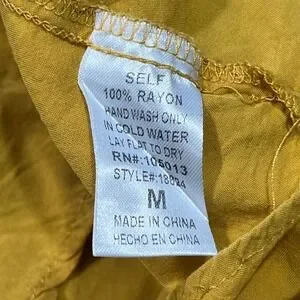 SELF
100% RAYON
HAND WASH ONLY
IN COLD WATER
LAY FLAT TO DRY
RN#:105013
STYLE#:18824
M
MADE IN CHINA
HECHO EN CHINA